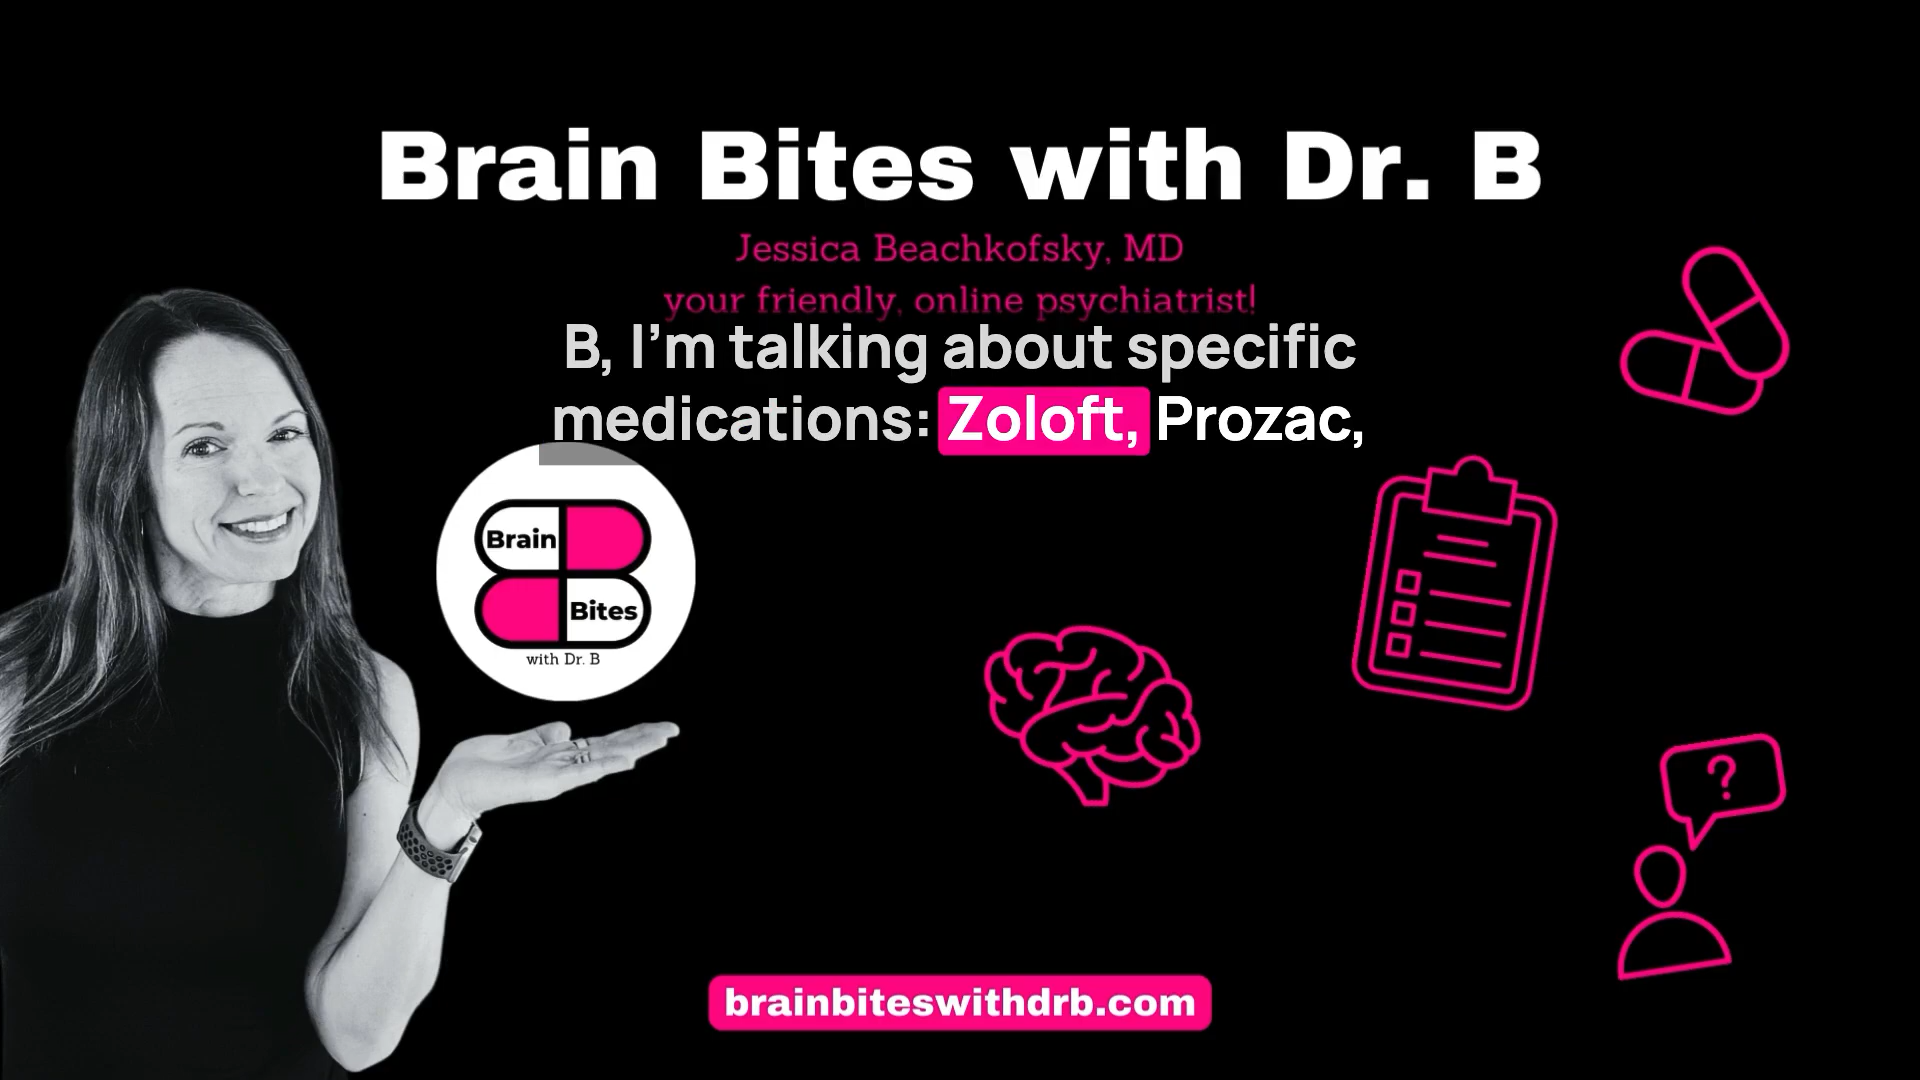 Brain Bites with Dr. B
Jessica Beachkofsky, MD
your friendly, online psychiatrist!
B, I’m talking about specific
medications: Zoloft, Prozac,
Brain
Bites
with Dr. B
?
brainbiteswithdrb.com